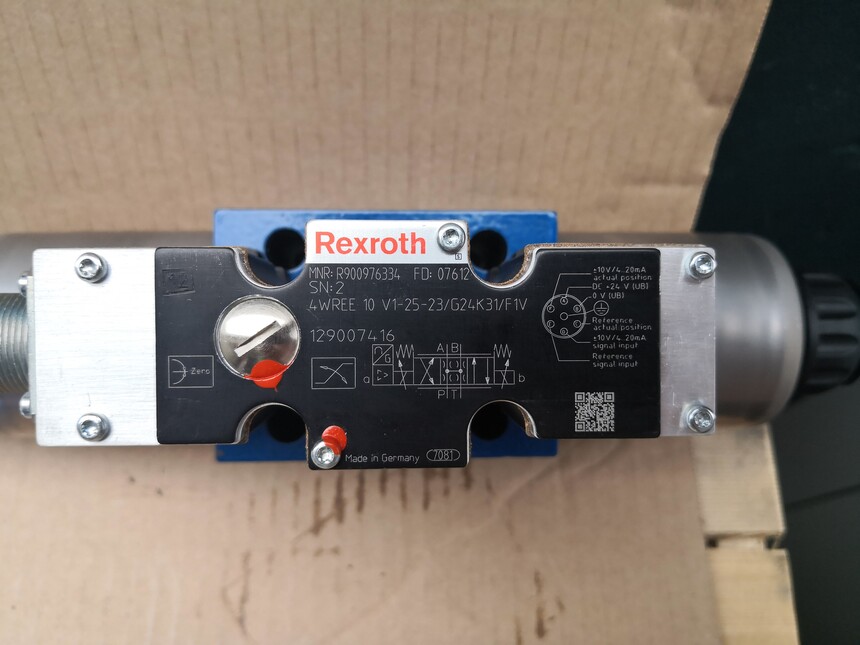 Rexroth
MNR: R900976334 FD: 07612
SN: 2
4WREE 10 V1-25-23/G24K31/F1V
129007416
Zero
A B
a
b
P T
±10V/4..20mA
actual position
DC +24 V (UB)
0 V (UB)
Reference
actual position
±10V/4..20mA
signal input
Reference
signal input
Made in Germany 7081